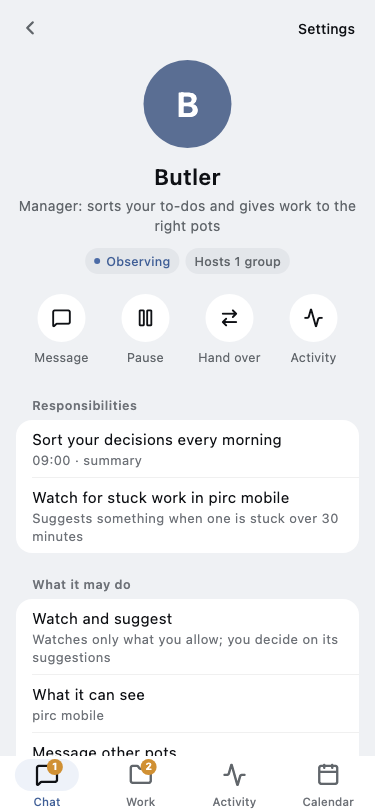 Settings
B
Butler
Manager: sorts your to-dos and gives work to the
right pots
Observing
Hosts 1 group
Message
Pause
Hand over
Activity
Responsibilities
Sort your decisions every morning
09:00 · summary
Watch for stuck work in pirc mobile
Suggests something when one is stuck over 30
minutes
What it may do
Watch and suggest
Watches only what you allow; you decide on its
suggestions
What it can see
pirc mobile
Message other pots
1
2
Chat
Work
Activity
Calendar